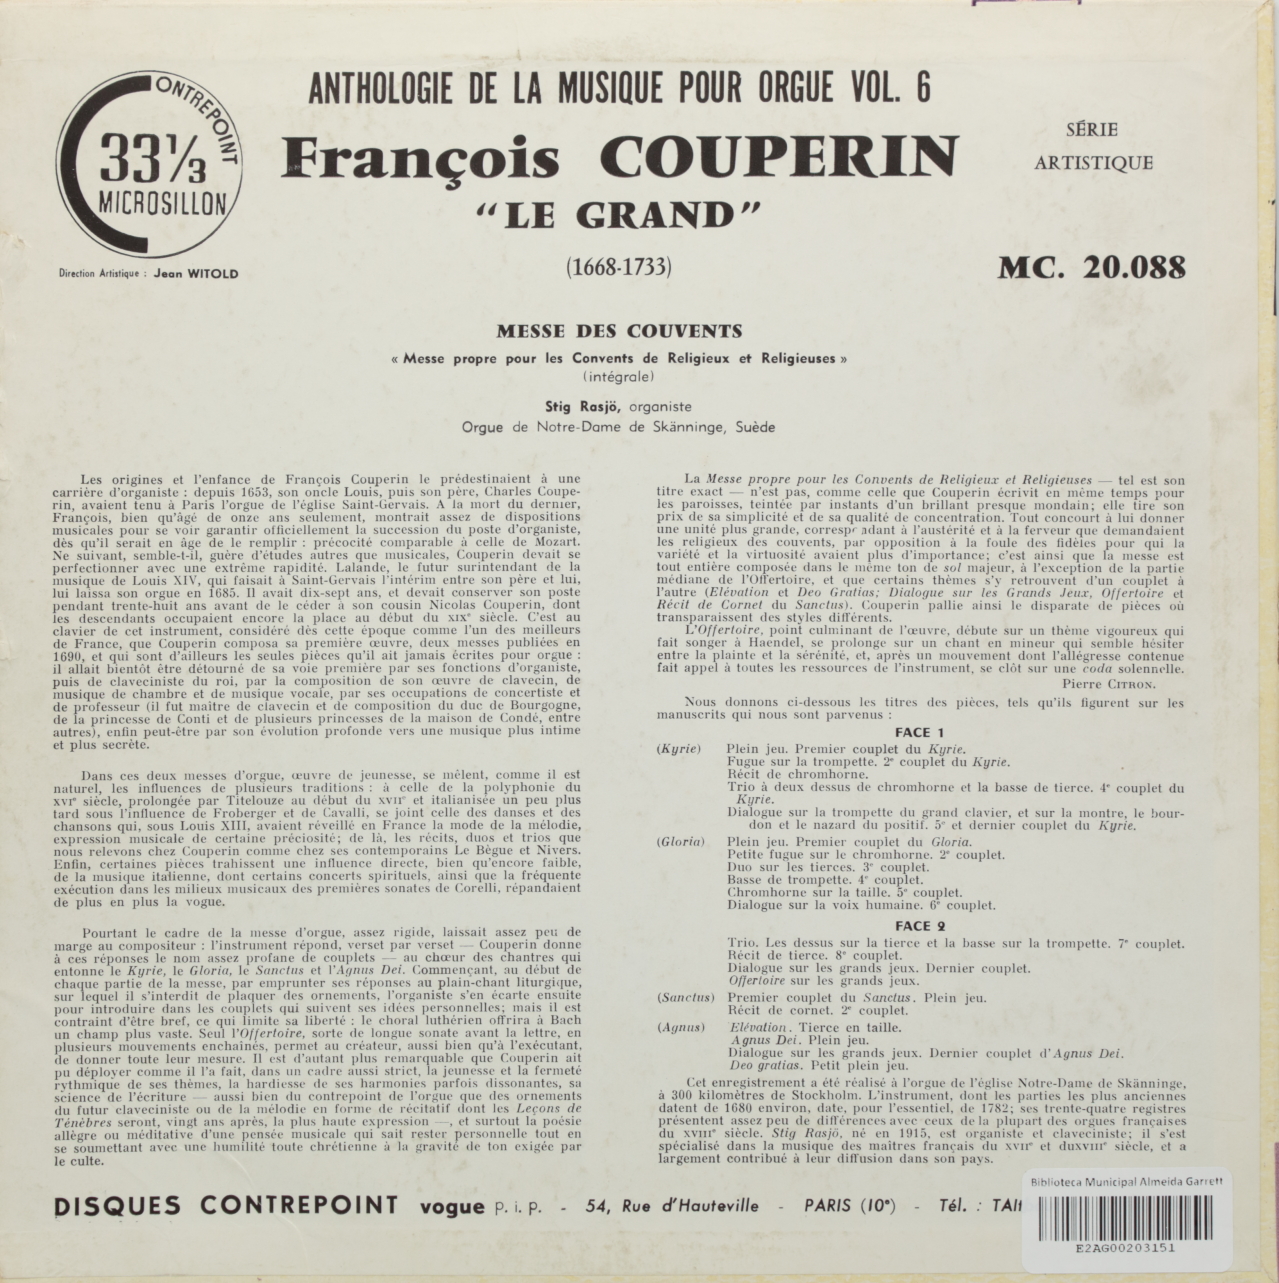 CONTREPOINT
33 1/3
MICROSILLON
Direction Artistique : Jean WITOLD
ANTHOLOGIE DE LA MUSIQUE POUR ORGUE VOL. 6
François COUPERIN
"LE GRAND"
(1668-1733)
SÉRIE
ARTISTIQUE
MC. 20.088
MESSE DES COUVENTS
« Messe propre pour les Convents de Religieux et Religieuses »
(intégrale)
Stig Rasjö, organiste
Orgue de Notre-Dame de Skänninge, Suède
Les origines et l'enfance de François Couperin le prédestinaient à une
carrière d'organiste : depuis 1653, son oncle Louis, puis son père, Charles Coupe-
rin, avaient tenu à Paris l'orgue de l'église Saint-Gervais. A la mort du dernier,
François, bien qu'âgé de onze ans seulement, montrait assez de dispositions
musicales pour se voir garantir officiellement la succession du poste d'organiste,
dès qu'il serait en âge de le remplir : précocité comparable à celle de Mozart.
Ne suivant, semble-t-il, guère d'études autres que musicales, Couperin devait se
perfectionner avec une extrême rapidité. Lalande, le futur surintendant de la
musique de Louis XIV, qui faisait à Saint-Gervais l'intérim entre son père et lui,
lui laissa son orgue en 1685. Il avait dix-sept ans, et devait conserver son poste
pendant trente-huit ans avant de le céder à son cousin Nicolas Couperin, dont
les descendants occupaient encore la place au début du XIXe siècle. C'est au
clavier de cet instrument, considéré dès cette époque comme l'un des meilleurs
de France, que Couperin composa sa première œuvre, deux messes publiées en
1690, et qui sont d'ailleurs les seules pièces qu'il ait jamais écrites pour orgue :
il allait bientôt être détourné de sa voie première par ses fonctions d'organiste,
puis de claveciniste du roi, par la composition de son œuvre de clavecin, de
musique de chambre et de musique vocale, par ses occupations de concertiste et
de professeur (il fut maître de clavecin et de composition du duc de Bourgogne,
de la princesse de Conti et de plusieurs princesses de la maison de Condé, entre
autres), enfin peut-être par son évolution profonde vers une musique plus intime
et plus secrète.
Dans ces deux messes d'orgue, œuvre de jeunesse, se mêlent, comme il est
naturel, les influences de plusieurs traditions : à celle de la polyphonie du
XVIe siècle, prolongée par Titelouze au début du XVIIe et italianisée un peu plus
tard sous l'influence de Froberger et de Cavalli, se joint celle des danses et des
chansons qui, sous Louis XIII, avaient réveillé en France la mode de la mélodie,
expression musicale de certaine préciosité; de là, les récits, duos et trios que
nous relevons chez Couperin comme chez ses contemporains Le Bègue et Nivers.
Enfin, certaines pièces trahissent une influence directe, bien qu'encore faible,
de la musique italienne, dont certains concerts spirituels, ainsi que la fréquente
exécution dans les milieux musicaux des premières sonates de Corelli, répandaient
de plus en plus la vogue.
Pourtant le cadre de la messe d'orgue, assez rigide, laissait assez peu de
marge au compositeur : l'instrument répond, verset par verset — Couperin donne
à ces réponses le nom assez profane de couplets — au chœur des chantres qui
entonne le Kyrie, le Gloria, le Sanctus et l'Agnus Dei. Commençant, au début de
chaque partie de la messe, par emprunter ses réponses au plain-chant liturgique,
sur lequel il s'interdit de plaquer des ornements, l'organiste s'en écarte ensuite
pour introduire dans les couplets qui suivent ses idées personnelles; mais il est
contraint d'être bref, ce qui limite sa liberté : le choral luthérien offrira à Bach
un champ plus vaste. Seul l'Offertoire, sorte de longue sonate avant la lettre, en
plusieurs mouvements enchaînés, permet au créateur, aussi bien qu'à l'exécutant,
de donner toute leur mesure. Il est d'autant plus remarquable que Couperin ait
pu déployer comme il l'a fait, dans un cadre aussi strict, la jeunesse et la fermeté
rythmique de ses thèmes, la hardiesse de ses harmonies parfois dissonantes, sa
science de l'écriture — aussi bien du contrepoint de l'orgue que des ornements
du futur claveciniste ou de la mélodie en forme de récitatif dont les Leçons de
Ténèbres seront, vingt ans après, la plus haute expression —, et surtout la poésie
allègre ou méditative d'une pensée musicale qui sait rester personnelle tout en
se soumettant avec une humilité toute chrétienne à la gravité de ton exigée par
le culte.
La Messe propre pour les Convents de Religieux et Religieuses — tel est son
titre exact — n'est pas, comme celle que Couperin écrivit en même temps pour
les paroisses, teintée par instants d'un brillant presque mondain; elle tire son
prix de sa simplicité et de sa qualité de concentration. Tout concourt à lui donner
une unité plus grande, correspondant à l'austérité et à la ferveur que demandaient
les religieux des couvents, par opposition à la foule des fidèles pour qui la
variété et la virtuosité avaient plus d'importance; c'est ainsi que la messe est
tout entière composée dans le même ton de sol majeur, à l'exception de la partie
médiane de l'Offertoire, et que certains thèmes s'y retrouvent d'un couplet à
l'autre (Elévation et Deo Gratias; Dialogue sur les Grands Jeux, Offertoire et
Récit de Cornet du Sanctus). Couperin pallie ainsi le disparate de pièces où
transparaissent des styles différents.
L'Offertoire, point culminant de l'œuvre, débute sur un thème vigoureux qui
fait songer à Haendel, se prolonge sur un chant en mineur qui semble hésiter
entre la plainte et la sérénité, et, après un mouvement dont l'allégresse contenue
fait appel à toutes les ressources de l'instrument, se clôt sur une coda solennelle.
Pierre CITRON.
Nous donnons ci-dessous les titres des pièces, tels qu'ils figurent sur les
manuscrits qui nous sont parvenus :
FACE 1
(Kyrie) Plein jeu. Premier couplet du Kyrie.
Fugue sur la trompette. 2e couplet du Kyrie.
Récit de chromhorne.
Trio à deux dessus de chromhorne et la basse de tierce. 4e couplet du
Kyrie.
Dialogue sur la trompette du grand clavier, et sur la montre, le bour-
don et le nazard du positif. 5e et dernier couplet du Kyrie.
(Gloria) Plein jeu. Premier couplet du Gloria.
Petite fugue sur le chromhorne. 2e couplet.
Duo sur les tierces. 3e couplet.
Basse de trompette. 4e couplet.
Chromhorne sur la taille. 5e couplet.
Dialogue sur la voix humaine. 6e couplet.
FACE 2
Trio. Les dessus sur la tierce et la basse sur la trompette. 7e couplet.
Récit de tierce. 8e couplet.
Dialogue sur les grands jeux. Dernier couplet.
Offertoire sur les grands jeux.
(Sanctus) Premier couplet du Sanctus. Plein jeu.
Récit de cornet. 2e couplet.
(Agnus) Elévation. Tierce en taille.
Agnus Dei. Plein jeu.
Dialogue sur les grands jeux. Dernier couplet d'Agnus Dei.
Deo gratias. Petit plein jeu.
Cet enregistrement a été réalisé à l'orgue de l'église Notre-Dame de Skänninge,
à 300 kilomètres de Stockholm. L'instrument, dont les parties les plus anciennes
datent de 1680 environ, date, pour l'essentiel, de 1782; ses trente-quatre registres
présentent assez peu de différences avec ceux de la plupart des orgues françaises
du XVIIIe siècle. Stig Rasjö, né en 1915, est organiste et claveciniste; il s'est
spécialisé dans la musique des maîtres français du XVIIe et du XVIIIe siècle, et a
largement contribué à leur diffusion dans son pays.
DISQUES CONTREPOINT vogue p. i. p. - 54, Rue d'Hauteville - PARIS (10e) - Tél. : TAIt
Biblioteca Municipal Almeida Garrett
E2AG00203151